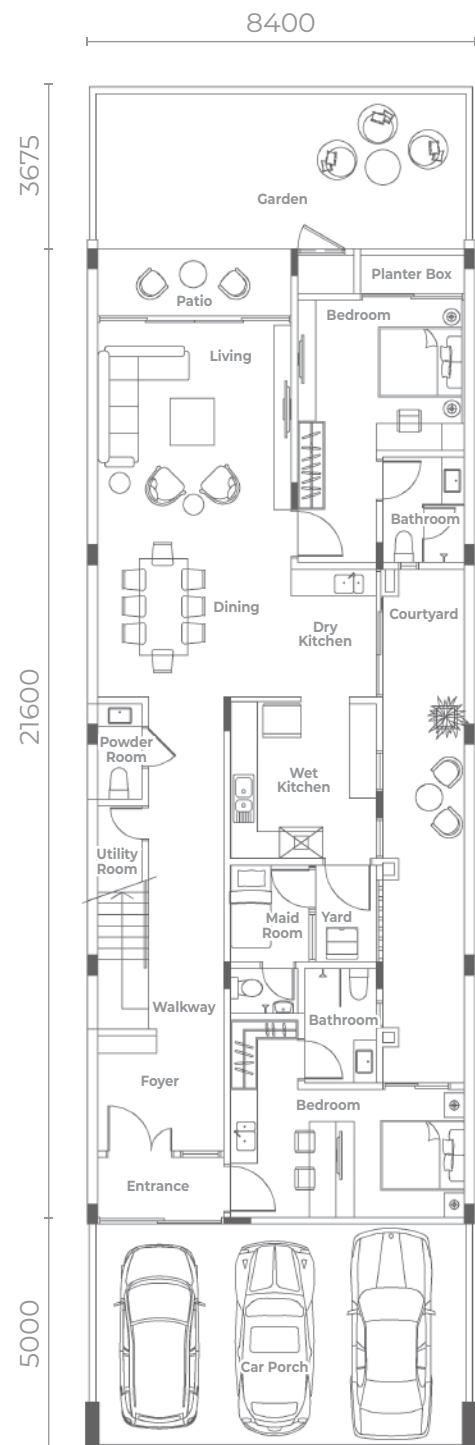 8400
3675
Garden
Planter Box
Patio
Bedroom
Living
Bathroom
Dining
Courtyard
Dry
Kitchen
21600
Powder
Room
Wet
Kitchen
Utility
Room
Maid
Room
Yard
Walkway
Bathroom
Foyer
Bedroom
Entrance
5000
Car Porch